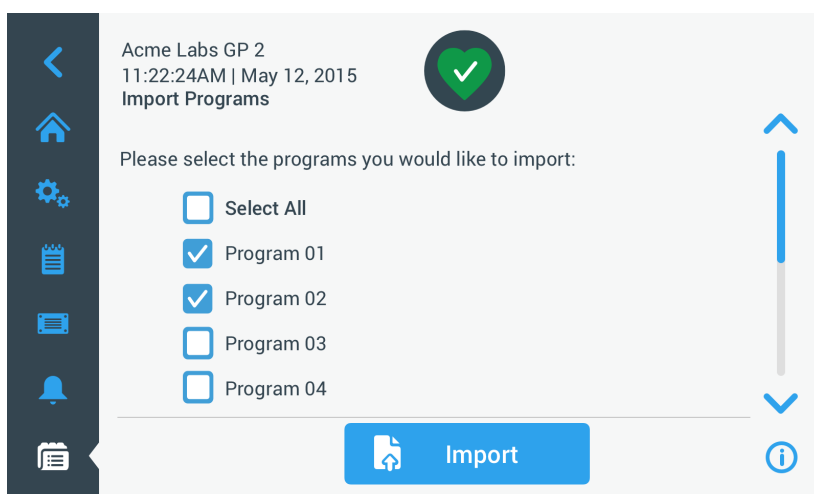 Acme Labs GP 2
11:22:24AM | May 12, 2015
Import Programs
Please select the programs you would like to import:
Select All
Program 01
Program 02
Program 03
Program 04
Import